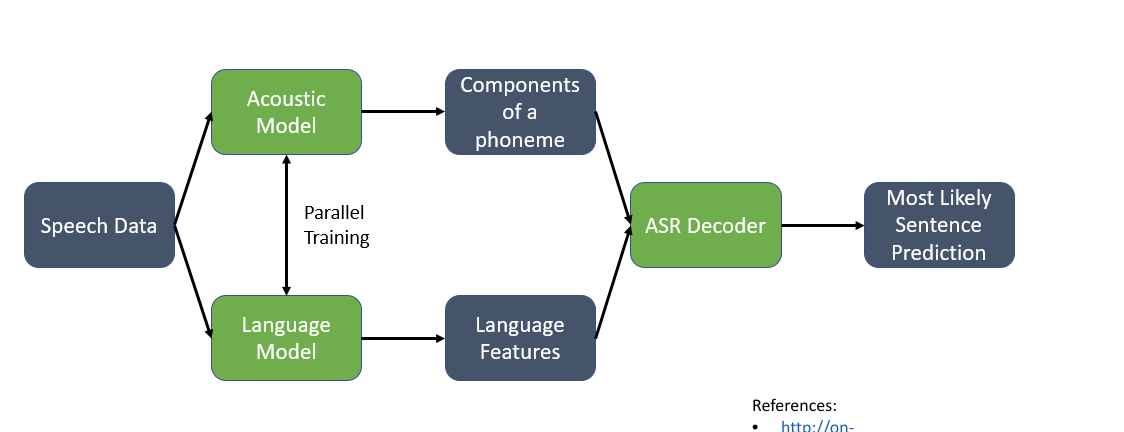 Speech Data
Acoustic
Model
Parallel
Training
Language
Model
Components
of a
phoneme
Language
Features
ASR Decoder
Most Likely
Sentence
Prediction
References:
• http://on-